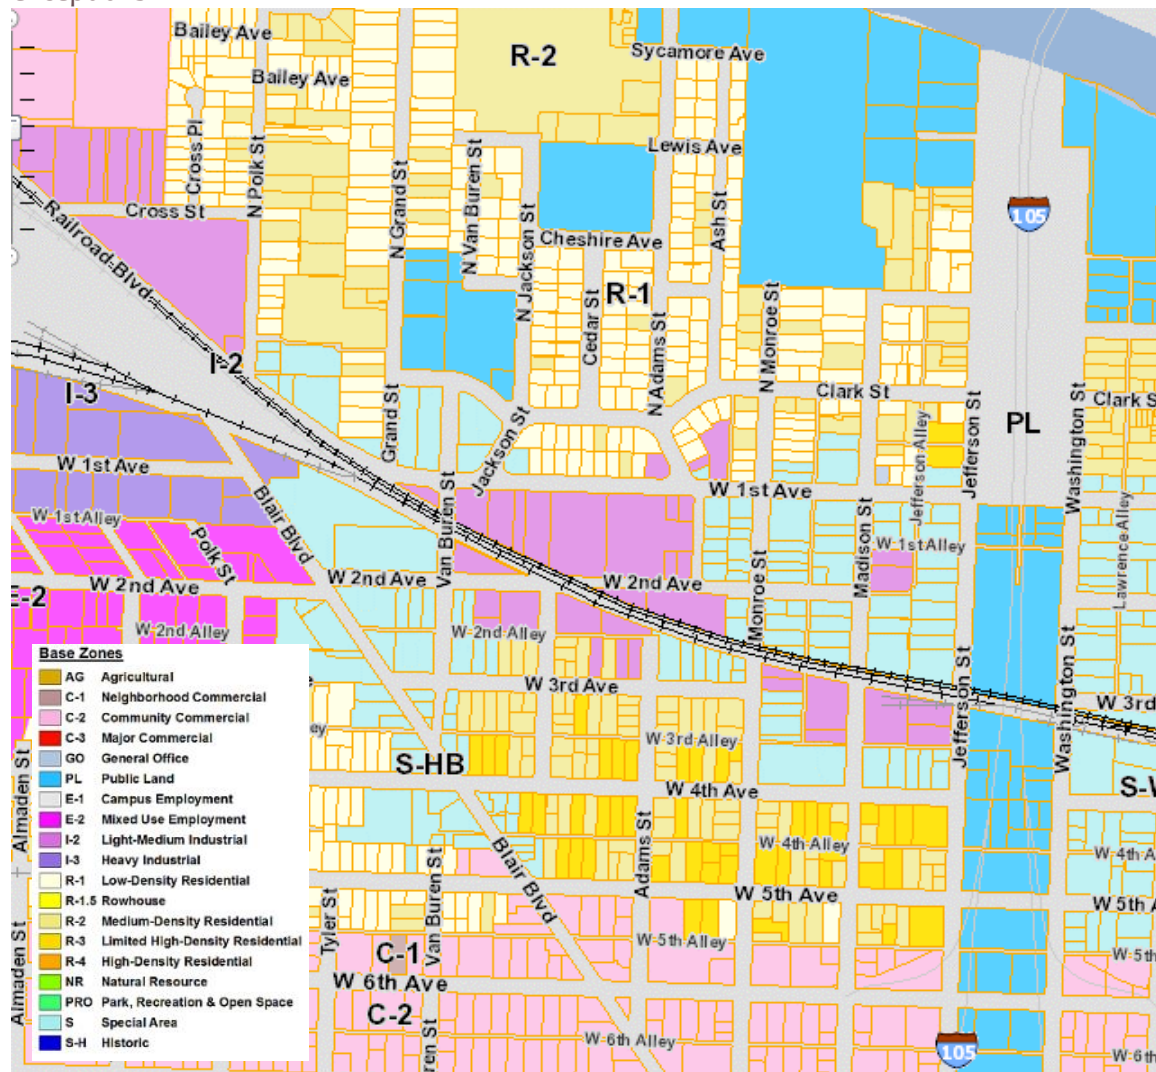 Bailey Ave
Bailey Ave
R-2
Sycamore Ave
Cross Pl
N Polk St
N Grand St
N Van Buren St
Lewis Ave
Ash St
105
Cross St
Railroad Blvd
N Jackson St
Cheshire Ave
R-1
Cedar St
N Adams St
N Monroe St
I-2
I-3
Grand St
Jackson St
Clark St
Jefferson Alley
Jefferson St
PL
Washington St
Clark S
W 1st Ave
W 1st Alley
Blair Blvd
Polk St
Van Buren St
W 1st Ave
Madison St
W 1st Alley
Lawrence Alley
W 2nd Ave
W 2nd Ave
W 2nd Ave
E-2
W 2nd Alley
W 2nd Alley
Monroe St
W 3rd Ave
W 3rd
Jefferson St
Washington St
W 3rd Alley
S-HB
W 4th Ave
Adams St
W 4th Alley
W 4th A
Blair Blvd
W 5th Ave
W 5th A
Tyler St
Van Buren St
W 5th Alley
W 5th
C-1
W 6th Ave
C-2
W 6th Alley
W 6th
ren St
ey
105
Almaden St
Almaden St
Base Zones
AG Agricultural
C-1 Neighborhood Commercial
C-2 Community Commercial
C-3 Major Commercial
GO General Office
PL Public Land
E-1 Campus Employment
E-2 Mixed Use Employment
I-2 Light-Medium Industrial
I-3 Heavy Industrial
R-1 Low-Density Residential
R-1.5 Rowhouse
R-2 Medium-Density Residential
R-3 Limited High-Density Residential
R-4 High-Density Residential
NR Natural Resource
PRO Park, Recreation & Open Space
S Special Area
S-H Historic